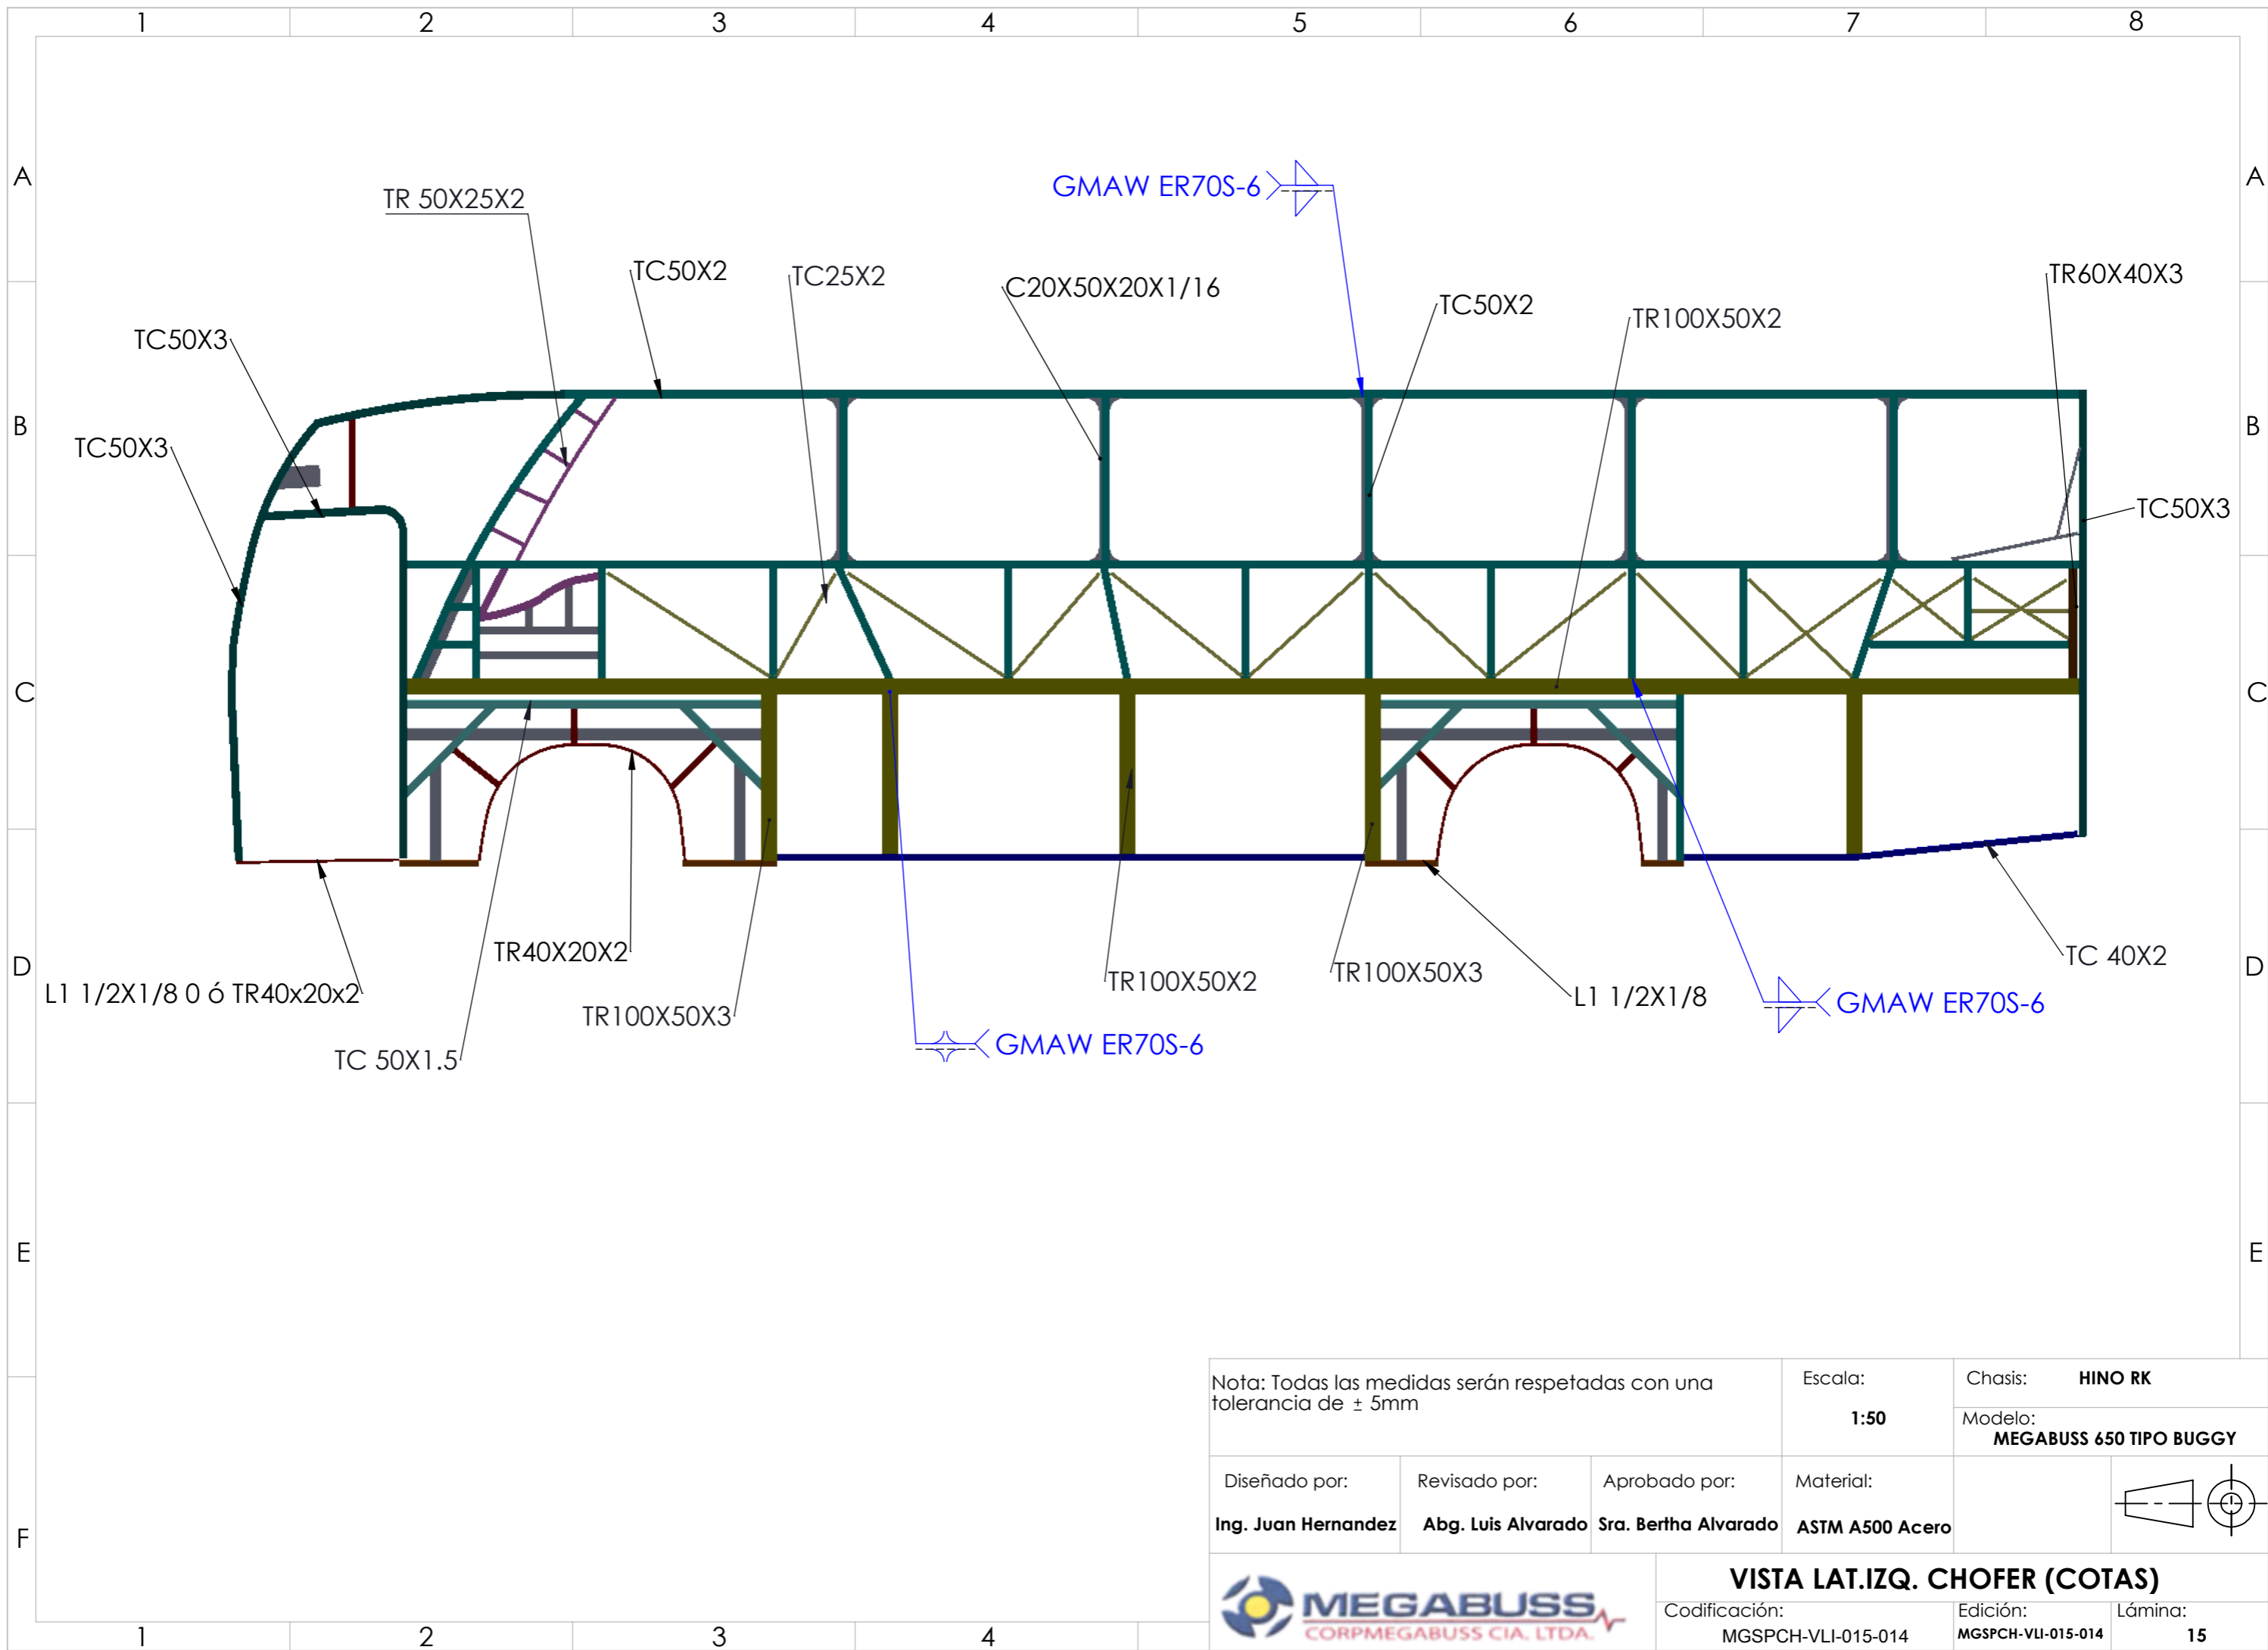 1 2 3 4 5 6 7 8
A A
GMAW ER70S-6
TR 50X25X2
TC50X2
TC25X2
C20X50X20X1/16
TC50X2
TR60X40X3
TR100X50X2
TC50X3
B B
TC50X3
TC50X3
C C
TR40X20X2
TR100X50X2
TR100X50X3
TC 40X2
D D
L1 1/2X1/8 0 ó TR40x20x2
TR100X50X3
L1 1/2X1/8
GMAW ER70S-6
GMAW ER70S-6
TC 50X1.5
E E
F
Nota: Todas las medidas serán respetadas con una
tolerancia de ± 5mm
Escala:
1:50
Chasis: HINO RK
Modelo:
MEGABUSS 650 TIPO BUGGY
Diseñado por:
Ing. Juan Hernandez
Revisado por:
Abg. Luis Alvarado
Aprobado por:
Sra. Bertha Alvarado
Material:
ASTM A500 Acero
MEGABUSS
CORPMEGABUSS CIA. LTDA.
VISTA LAT.IZQ. CHOFER (COTAS)
Codificación:
MGSPCH-VLI-015-014
Edición:
MGSPCH-VLI-015-014
Lámina:
15
1 2 3 4